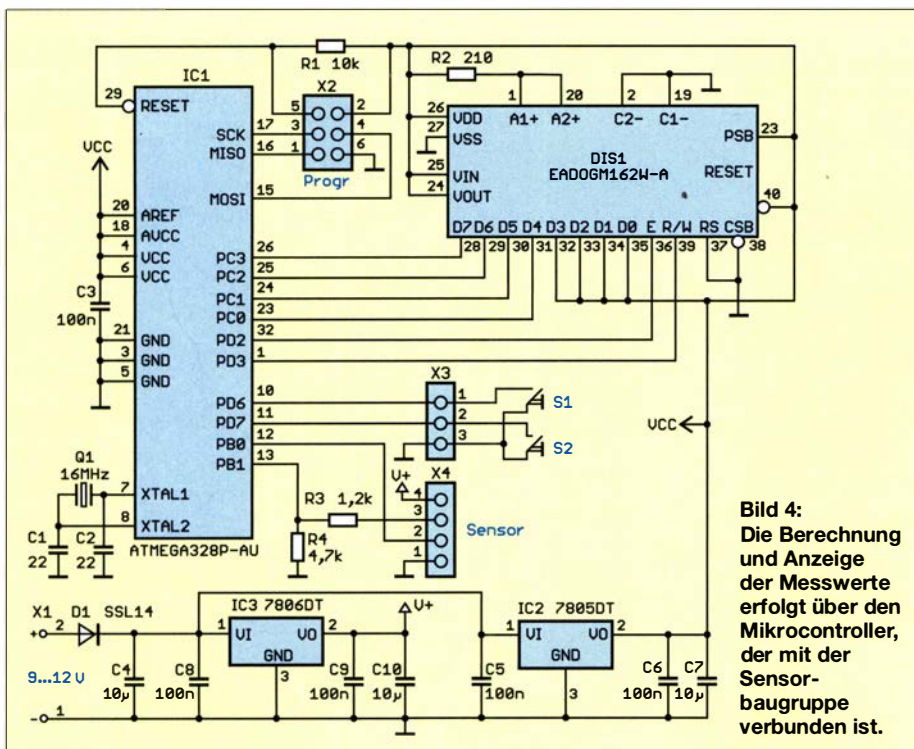 IC1
29
RESET
R1 10k
X2
5
2
3
4
1
6
Progr
SCK
17
MISO
16
MOSI
15
VCC
20
AREF
18
AVCC
4
VCC
6
VCC
C3
100n
21
GND
3
GND
5
GND
PC3
26
PC2
25
PC1
24
PC0
23
PD2
32
PD3
1
PD6
10
PD7
11
PB0
12
PB1
13
Q1
16MHz
7
XTAL1
8
XTAL2
C1
22
C2
22
ATMEGA328P-AU
R2 210
1
20
2
19
26
VDD
27
VSS
A1+
A2+
C2-
C1-
PSB
23
DIS1
EADOGM162W-A
RESET
40
25
VIN
24
VOUT
D7
D6
D5
D4
D3
D2
D1
D0
E
R/W
RS
CSB
28
29
30
31
32
33
34
35
36
39
37
38
X3
1
2
3
S1
S2
VCC
V+
X4
4
3
2
1
Sensor
R3 1,2k
R4
4,7k
X1
+
2
D1 SSL14
9...12 V
-
1
C4
10µ
C8
100n
IC3 7806DT
1
VI
VO
2
GND
3
V+
C9
100n
C10
10µ
C5
100n
IC2 7805DT
1
VI
VO
2
GND
3
C6
100n
C7
10µ
Bild 4:
Die Berechnung
und Anzeige
der Messwerte
erfolgt über den
Mikrocontroller,
der mit der
Sensor-
baugruppe
verbunden ist.